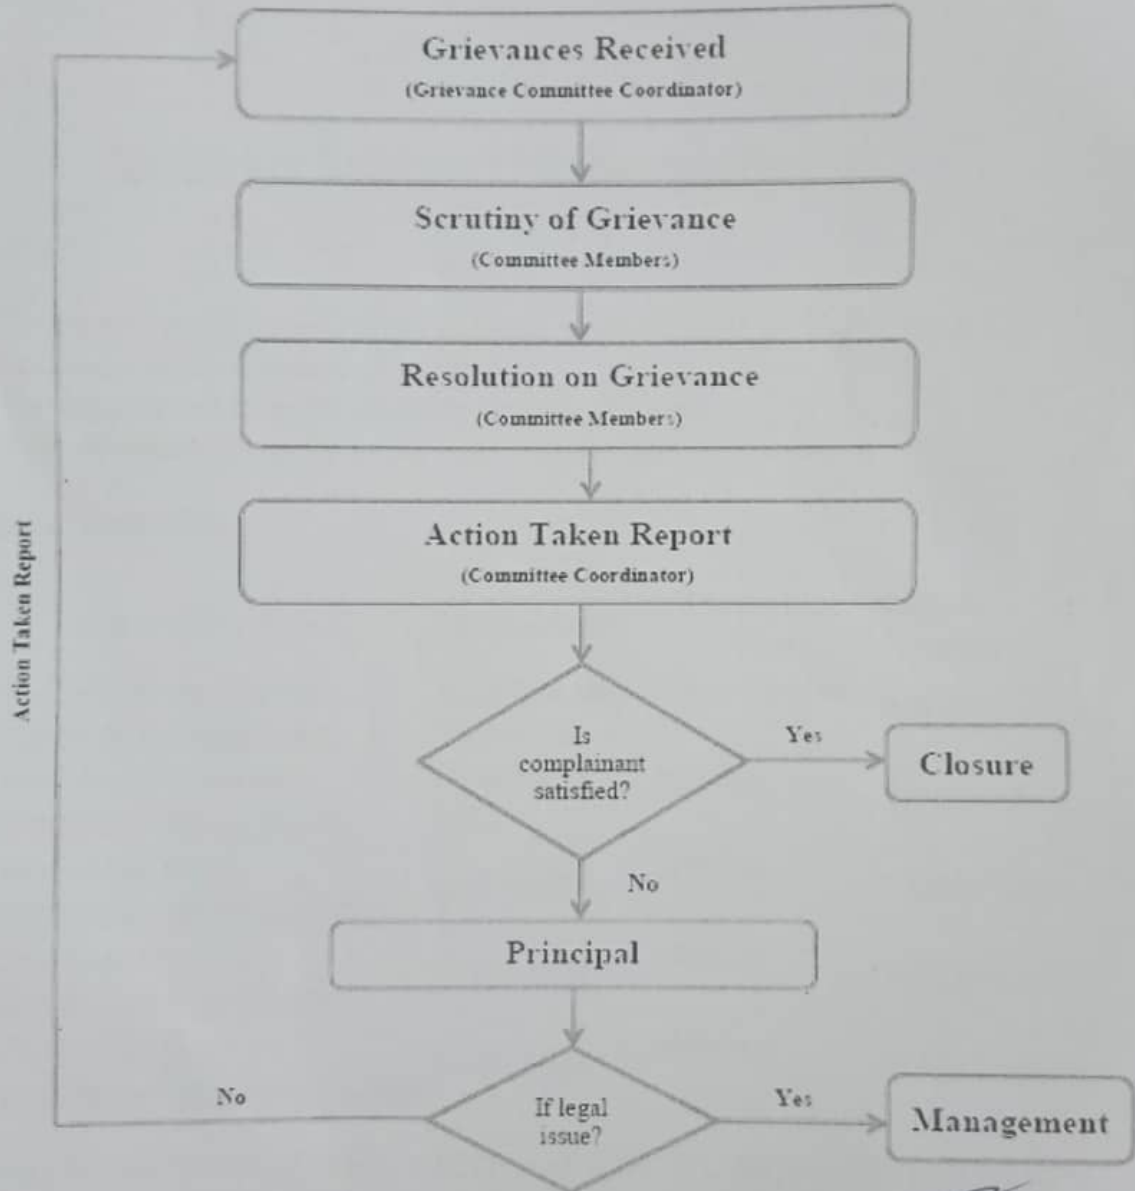 Grievances Received
(Grievance Committee Coordinator)
Scrutiny of Grievance
(Committee Members)
Resolution on Grievance
(Committee Members)
Action Taken Report
(Committee Coordinator)
Action Taken Report
Is
complainant
satisfied?
Yes
Closure
No
Principal
If legal
issue?
No
Yes
Management